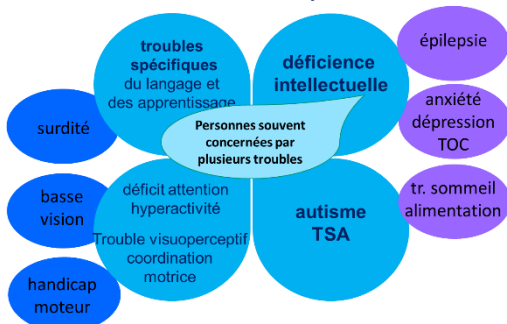 troubles
spécifiques
du langage et
des apprentissage
déficience
intellectuelle
épilepsie
anxiété
dépression
TOC
surdité
Personnes souvent
concernées par
plusieurs troubles
basse
vision
déficit attention
hyperactivité
Trouble visuoperceptif
coordination
motrice
autisme
TSA
tr. sommeil
alimentation
handicap
moteur